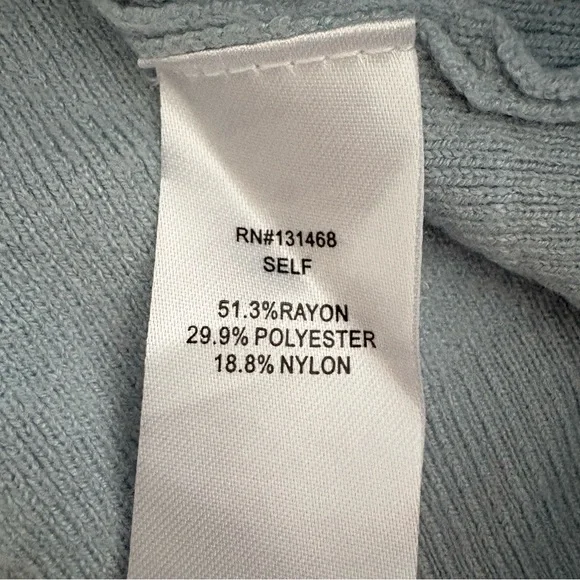 RN#131468
SELF
51.3%RAYON
29.9% POLYESTER
18.8% NYLON